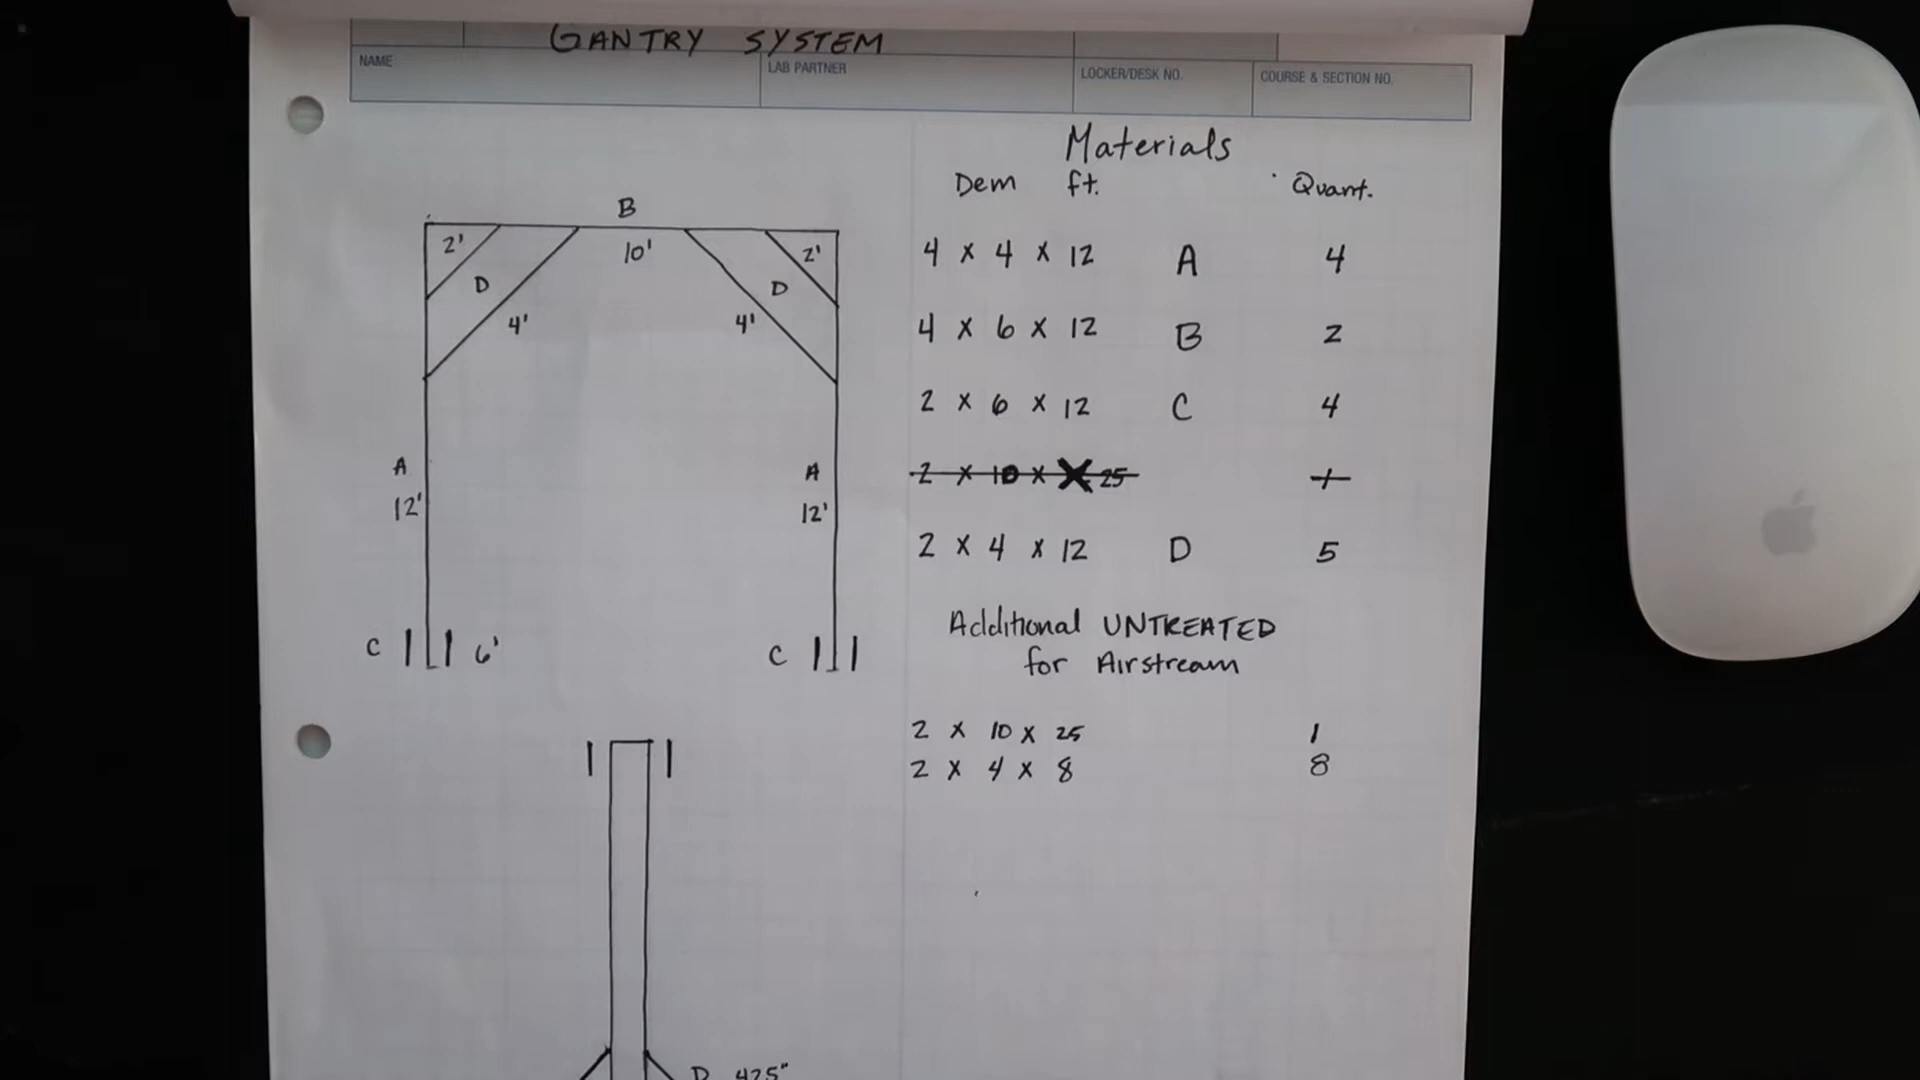 GANTRY SYSTEM
NAME
LAB PARTNER
LOCKER/DESK NO.
COURSE & SECTION NO.
B
2'
10'
2'
D
D
4'
4'
A
A
12'
12'
C
6'
C
D 42.5"
Materials
Dem ft. Quant.
4 x 4 x 12 A 4
4 x 6 x 12 B 2
2 x 6 x 12 C 4
2 x 10 x 25 1
2 x 4 x 12 D 5
Additional UNTREATED
for Airstream
2 x 10 x 25 1
2 x 4 x 8 8